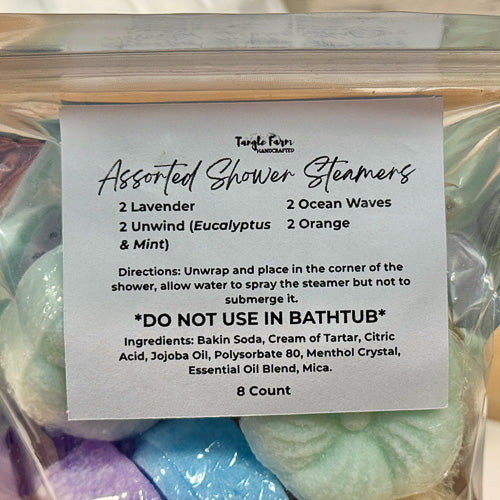 Tangle Farm
HANDCRAFTED
Assorted Shower Steamers
2 Lavender
2 Unwind (Eucalyptus
& Mint)
2 Ocean Waves
2 Orange
Directions: Unwrap and place in the corner of the
shower, allow water to spray the steamer but not to
submerge it.
*DO NOT USE IN BATHTUB*
Ingredients: Bakin Soda, Cream of Tartar, Citric
Acid, Jojoba Oil, Polysorbate 80, Menthol Crystal,
Essential Oil Blend, Mica.
8 Count